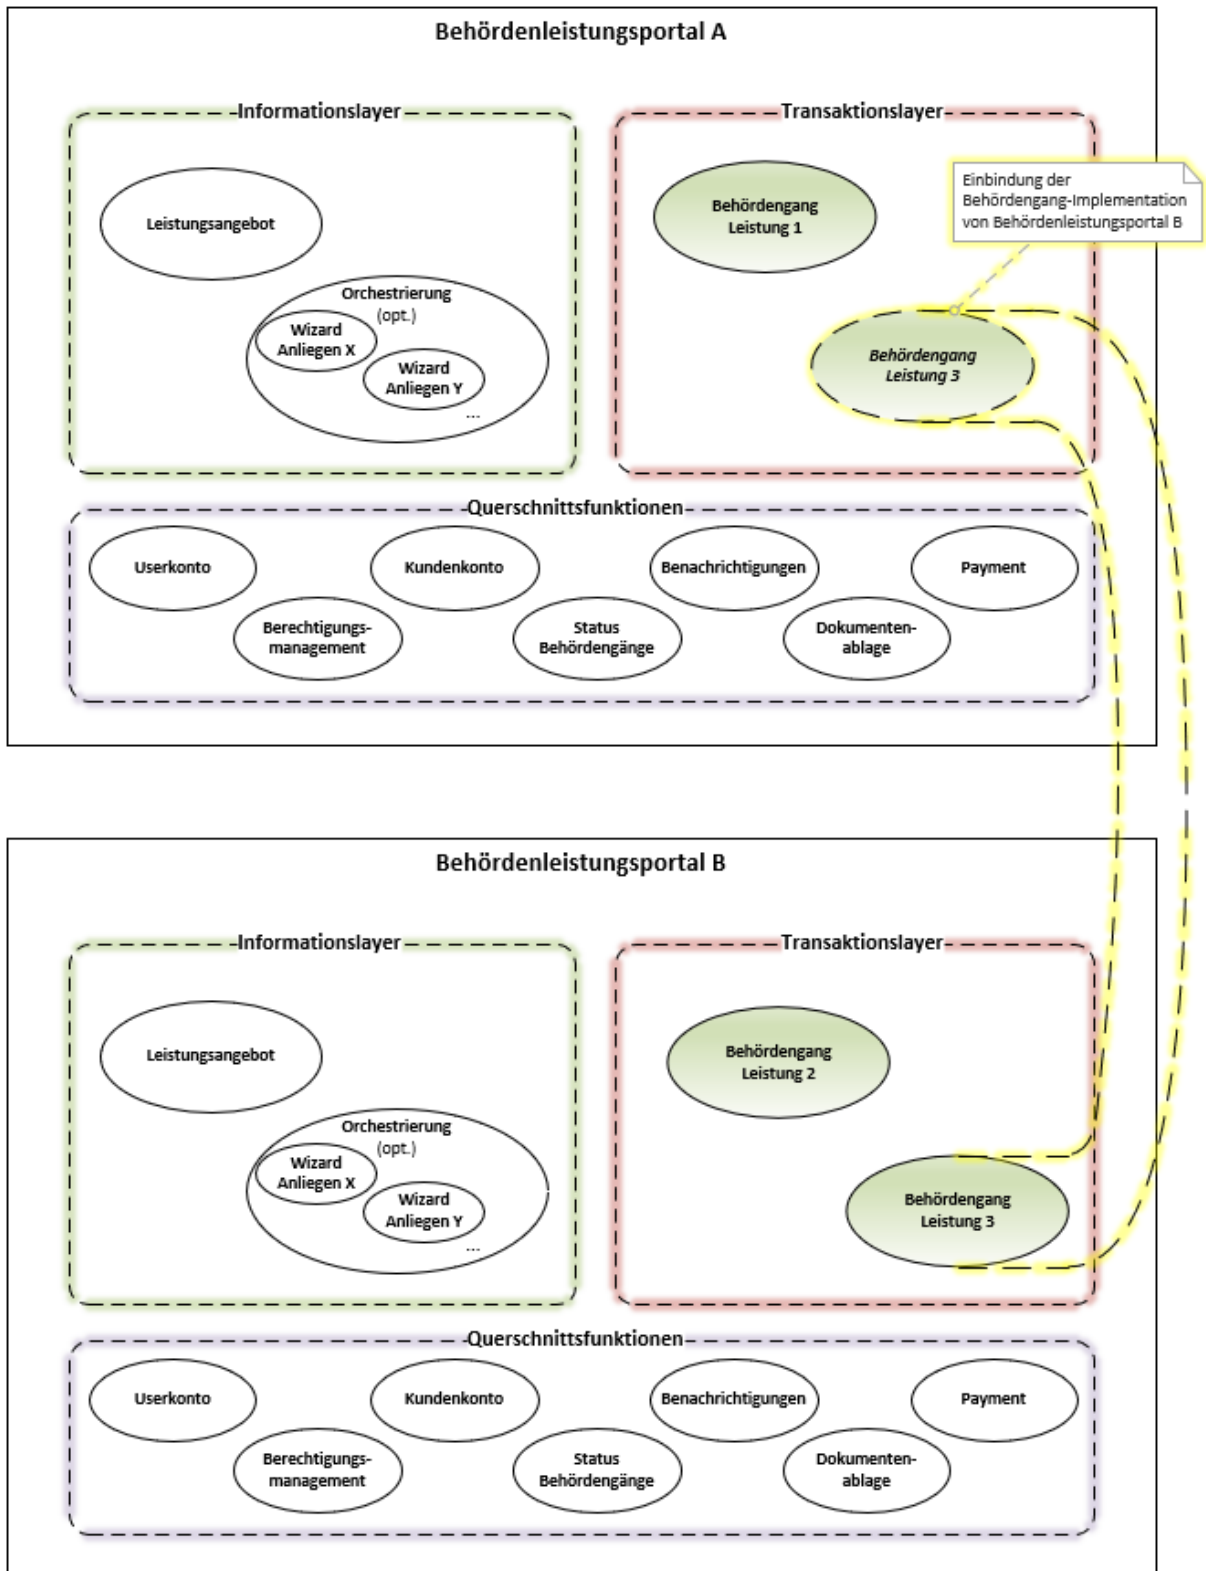 Behördenleistungsportal A
Informationslayer
Transaktionslayer
Leistungsangebot
Orchestrierung
(opt.)
Wizard
Anliegen X
Wizard
Anliegen Y
...
Behördengang
Leistung 1
Einbindung der
Behördengang-Implementation
von Behördenleistungsportal B
Behördengang
Leistung 3
Querschnittsfunktionen
Userkonto
Kundenkonto
Benachrichtigungen
Payment
Berechtigungs-
management
Status
Behördengänge
Dokumenten-
ablage
Behördenleistungsportal B
Informationslayer
Transaktionslayer
Leistungsangebot
Orchestrierung
(opt.)
Wizard
Anliegen X
Wizard
Anliegen Y
...
Behördengang
Leistung 2
Behördengang
Leistung 3
Querschnittsfunktionen
Userkonto
Kundenkonto
Benachrichtigungen
Payment
Berechtigungs-
management
Status
Behördengänge
Dokumenten-
ablage